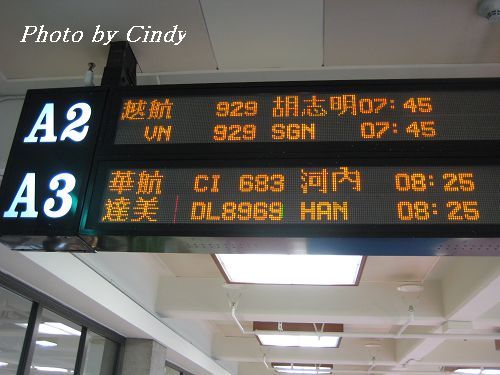 Photo by Cindy
A2
越航 929 胡志明 07:45
VN 929 SGN 07:45
A3
華航 CI 683 河內 08:25
達美 DL8969 HAN 08:25